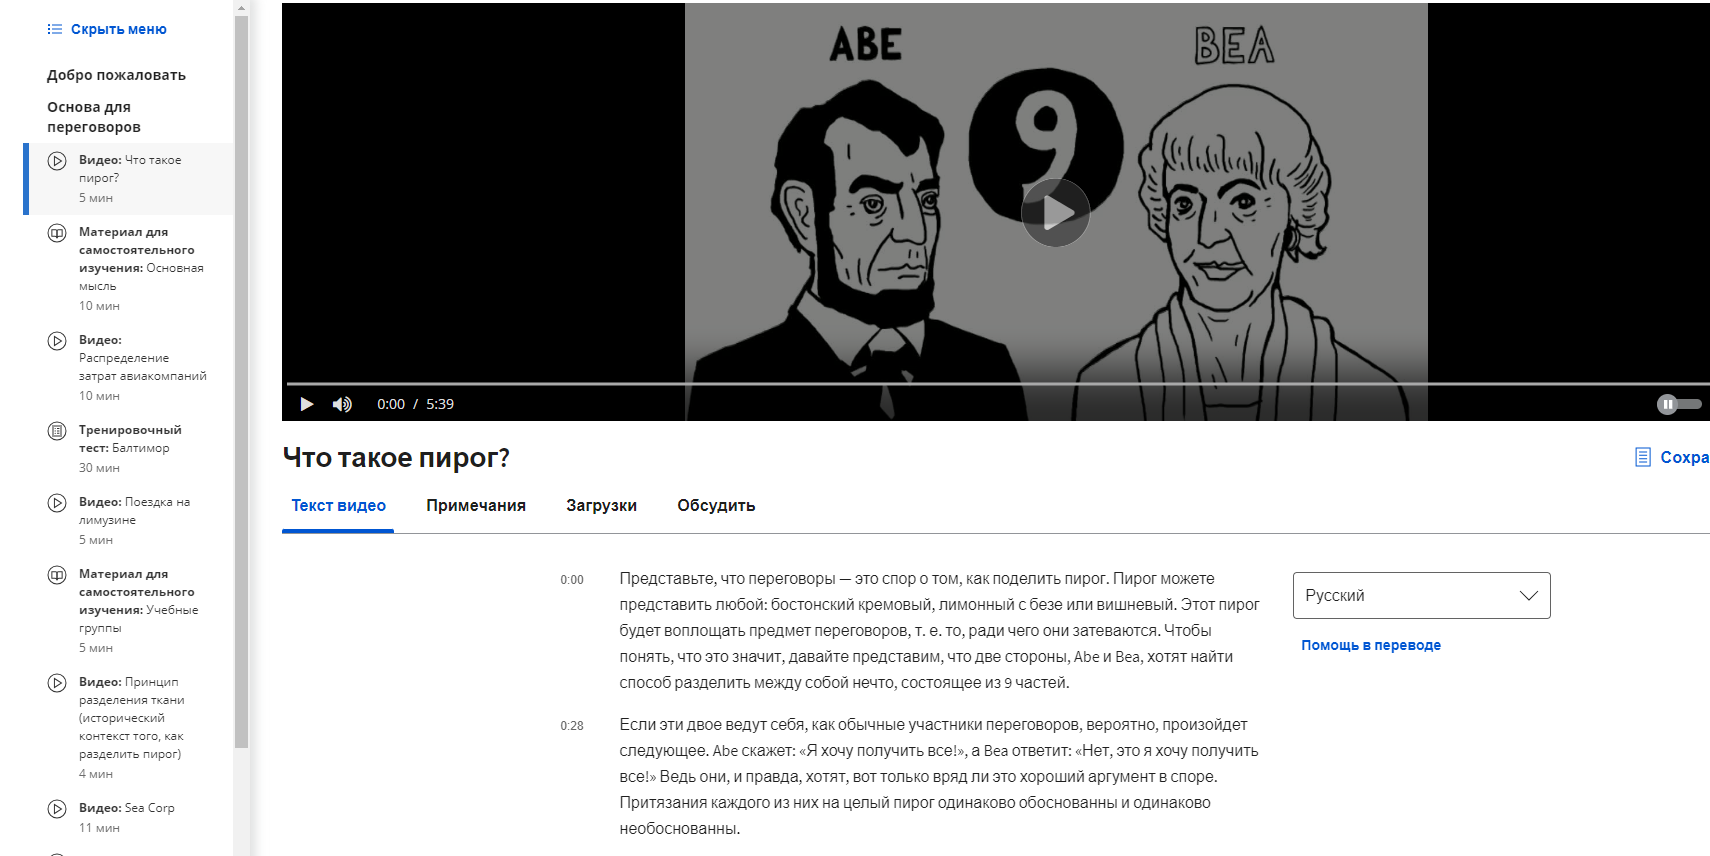 Скрыть меню
Добро пожаловать
Основа для
переговоров
Видео: Что такое
пирог?
5 мин
Материал для
самостоятельного
изучения: Основная
мысль
10 мин
Видео:
Распределение
затрат авиакомпаний
10 мин
Тренировочный
тест: Балтимор
30 мин
Видео: Поездка на
лимузине
5 мин
Материал для
самостоятельного
изучения: Учебные
группы
5 мин
Видео: Принцип
разделения ткани
(исторический
контекст того, как
разделить пирог)
4 мин
Видео: Sea Corp
11 мин
ABE
BEA
9
0:00 / 5:39
Что такое пирог?
Сохра
Текст видео Примечания Загрузки Обсудить
0:00
Представьте, что переговоры — это спор о том, как поделить пирог. Пирог можете
представить любой: бостонский кремовый, лимонный с безе или вишневый. Этот пирог
будет воплощать предмет переговоров, т. е. то, ради чего они затеваются. Чтобы
понять, что это значит, давайте представим, что две стороны, Abe и Bea, хотят найти
способ разделить между собой нечто, состоящее из 9 частей.
0:28
Если эти двое ведут себя, как обычные участники переговоров, вероятно, произойдет
следующее. Abe скажет: «Я хочу получить все!», а Bea ответит: «Нет, это я хочу получить
все!» Ведь они, и правда, хотят, вот только вряд ли это хороший аргумент в споре.
Притязания каждого из них на целый пирог одинаково обоснованны и одинаково
необоснованны.
Русский
Помощь в переводе